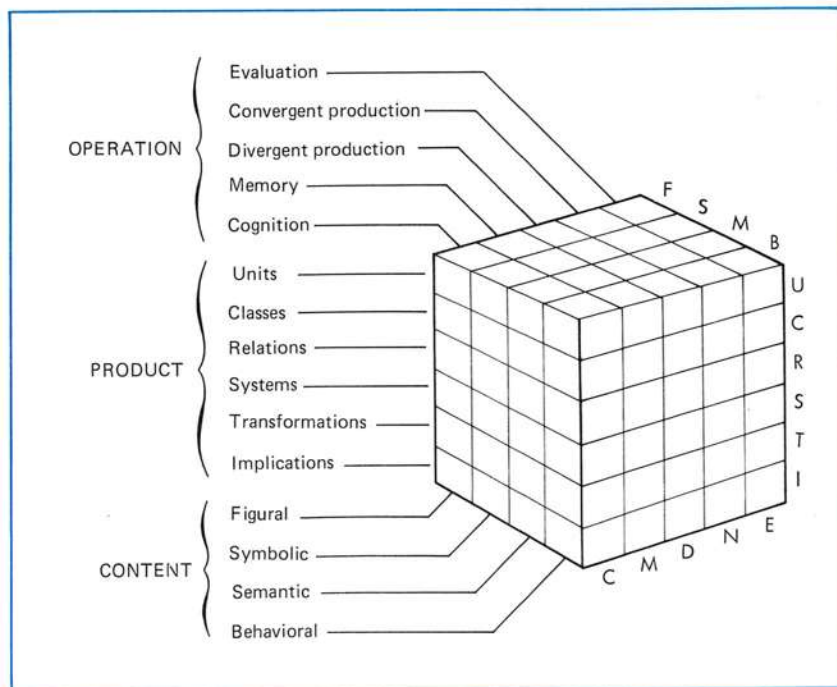 OPERATION
Evaluation
Convergent production
Divergent production
Memory
Cognition
PRODUCT
Units
Classes
Relations
Systems
Transformations
Implications
CONTENT
Figural
Symbolic
Semantic
Behavioral
F
S
M
B
U
C
R
S
T
I
C
M
D
N
E